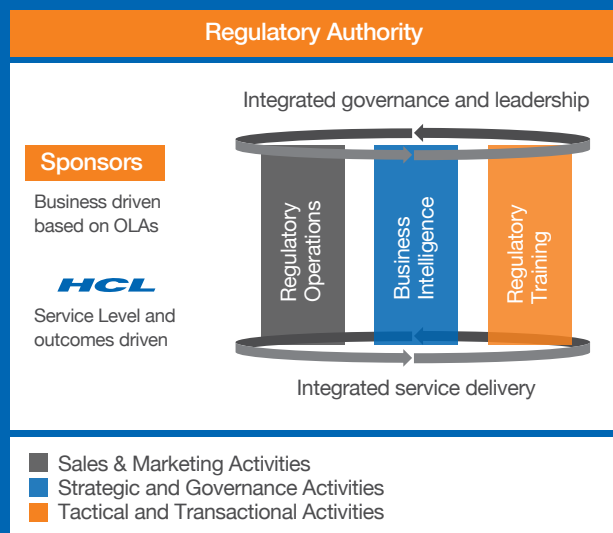 Regulatory Authority
Integrated governance and leadership
Sponsors
Business driven
based on OLAs
HCL
Service Level and
outcomes driven
Regulatory
Operations
Business
Intelligence
Regulatory
Training
Integrated service delivery
Sales & Marketing Activities
Strategic and Governance Activities
Tactical and Transactional Activities